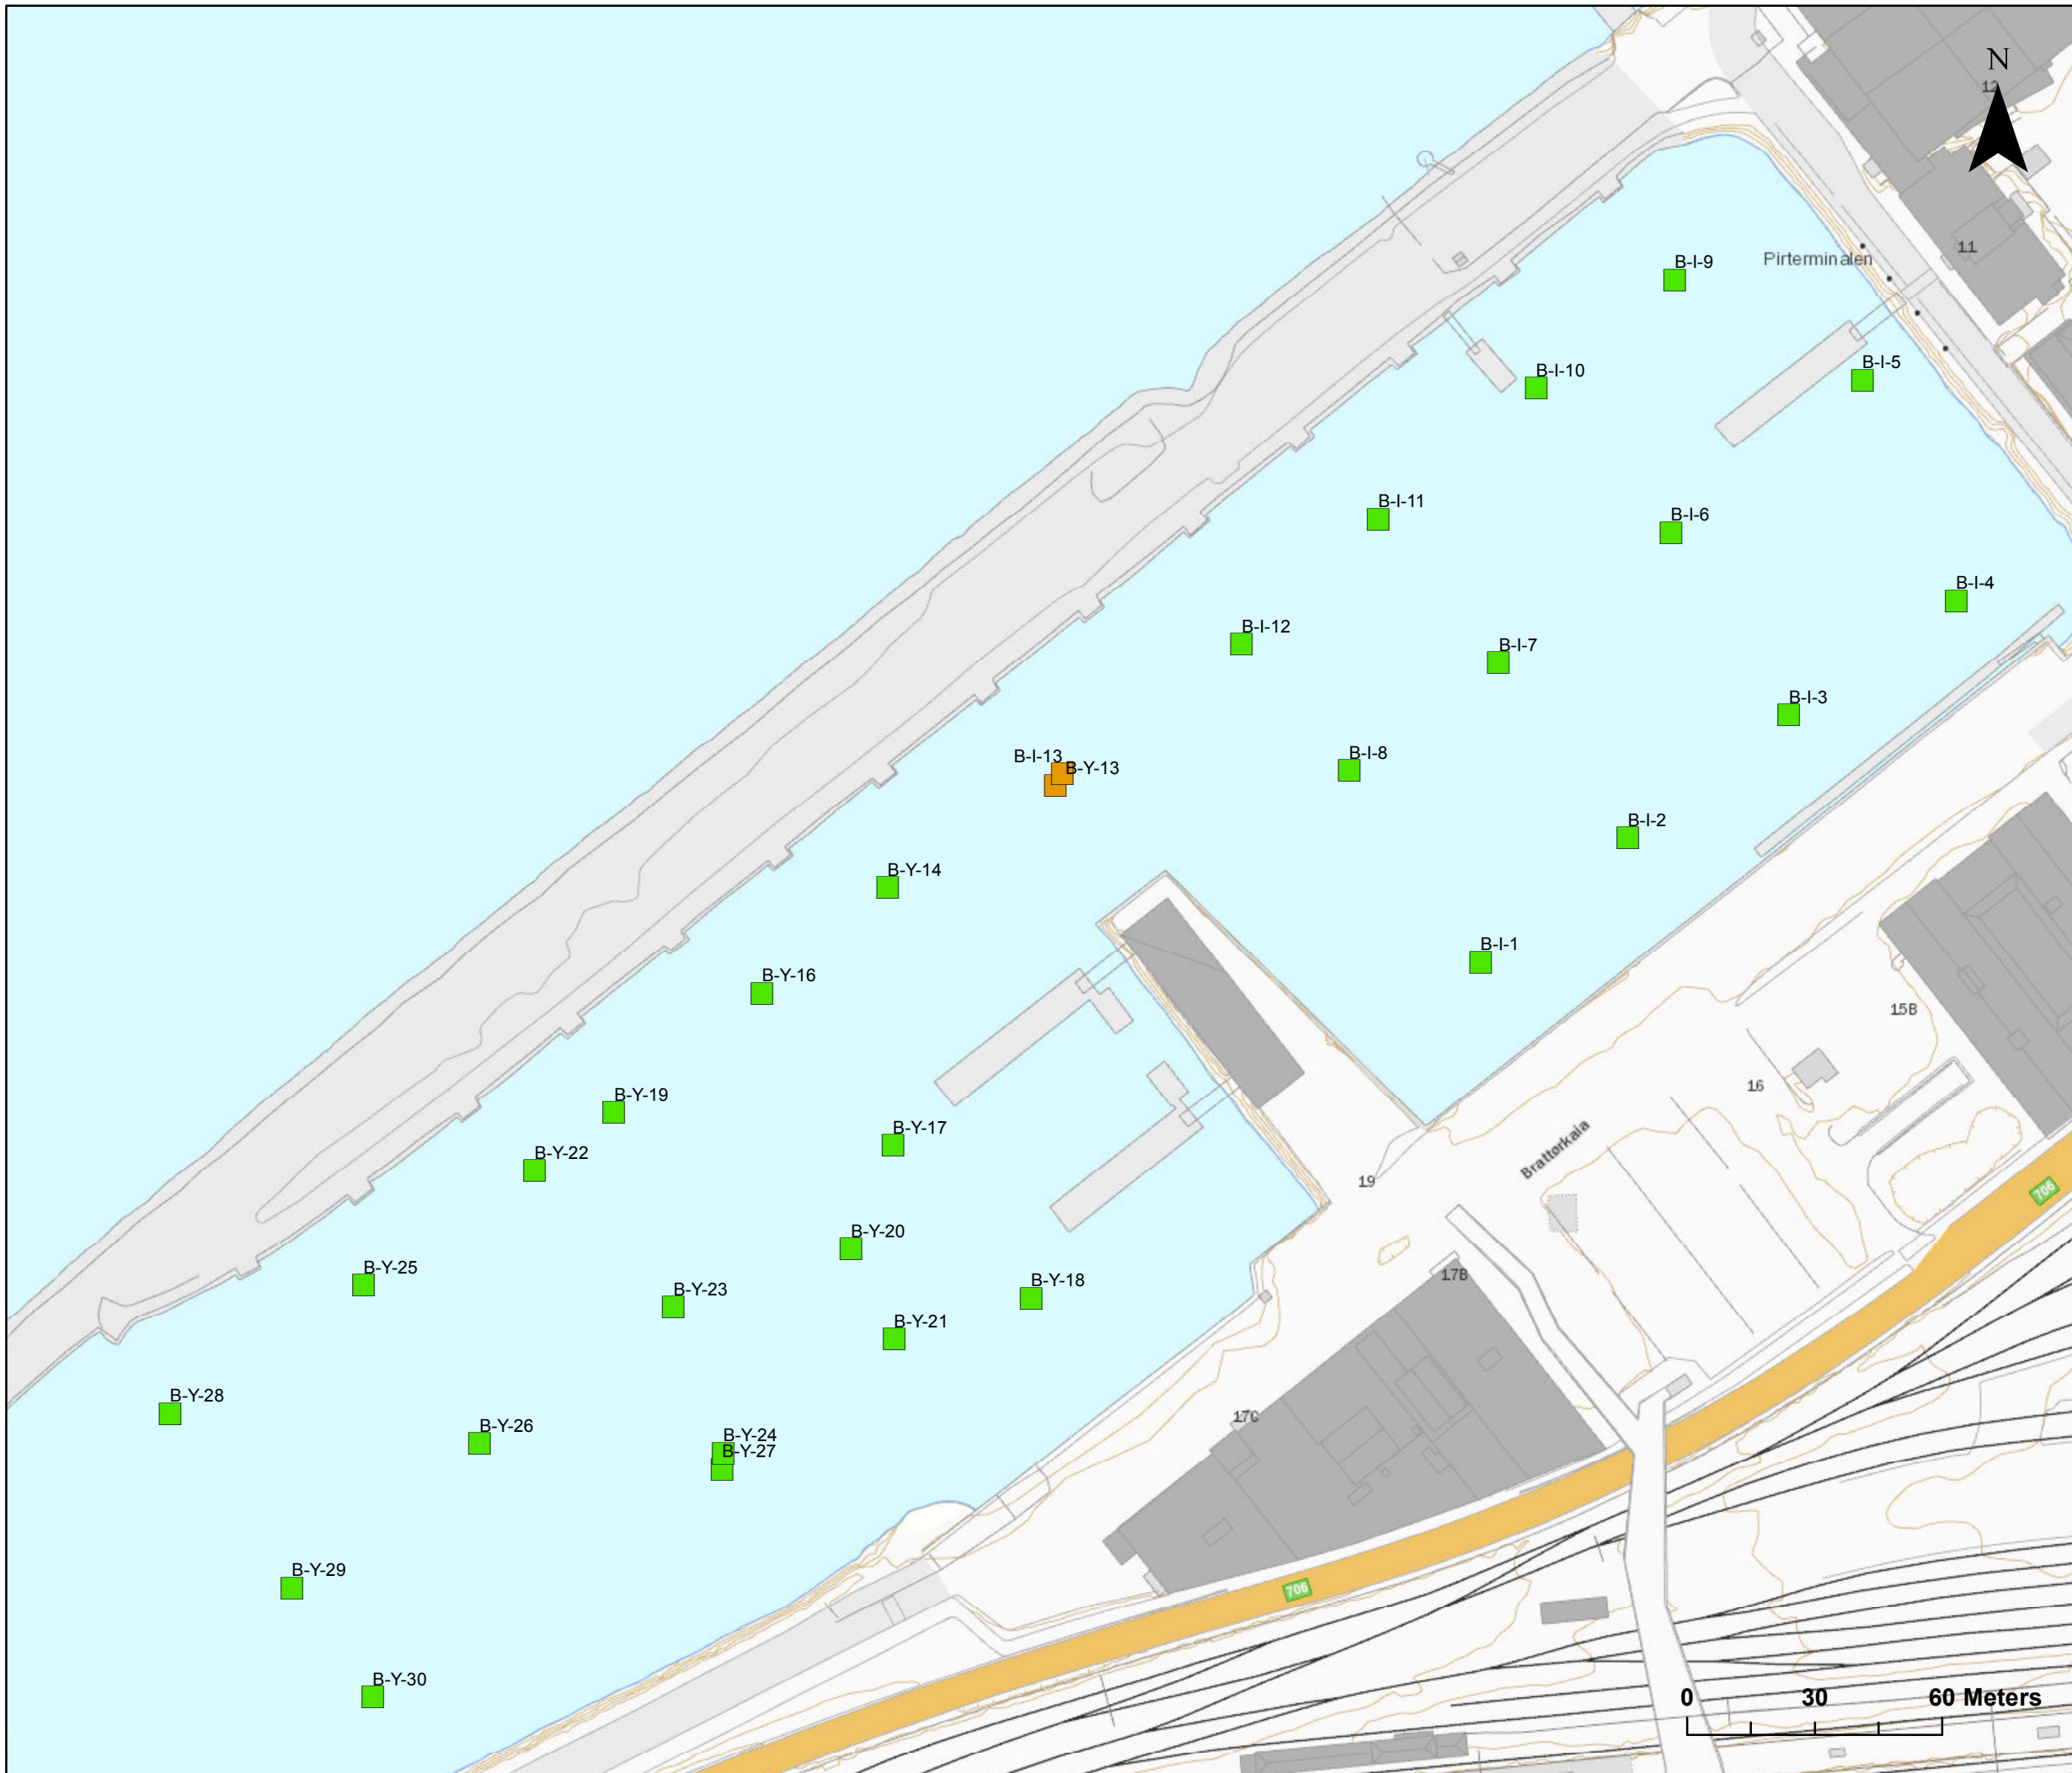 N
12
11
Pirterminalen
B-I-9
B-I-5
B-I-10
B-I-11
B-I-6
B-I-4
B-I-12
B-I-7
B-I-3
B-I-13
B-Y-13
B-I-8
B-I-2
B-Y-14
B-I-1
B-Y-16
15B
16
B-Y-19
B-Y-17
Brattørkaia
B-Y-22
19
706
B-Y-20
B-Y-25
B-Y-23
B-Y-18
17B
B-Y-21
B-Y-28
17C
B-Y-26
B-Y-24
B-Y-27
B-Y-29
706
B-Y-30
0 30 60 Meters